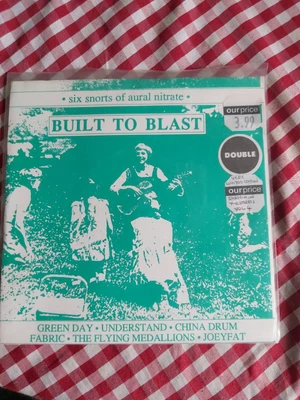 • six snorts of aural nitrate •
BUILT TO BLAST
ourprice
3.99
DOUBLE
ourprice
GREEN DAY • UNDERSTAND • CHINA DRUM
FABRIC • THE FLYING MEDALLIONS • JOEYFAT